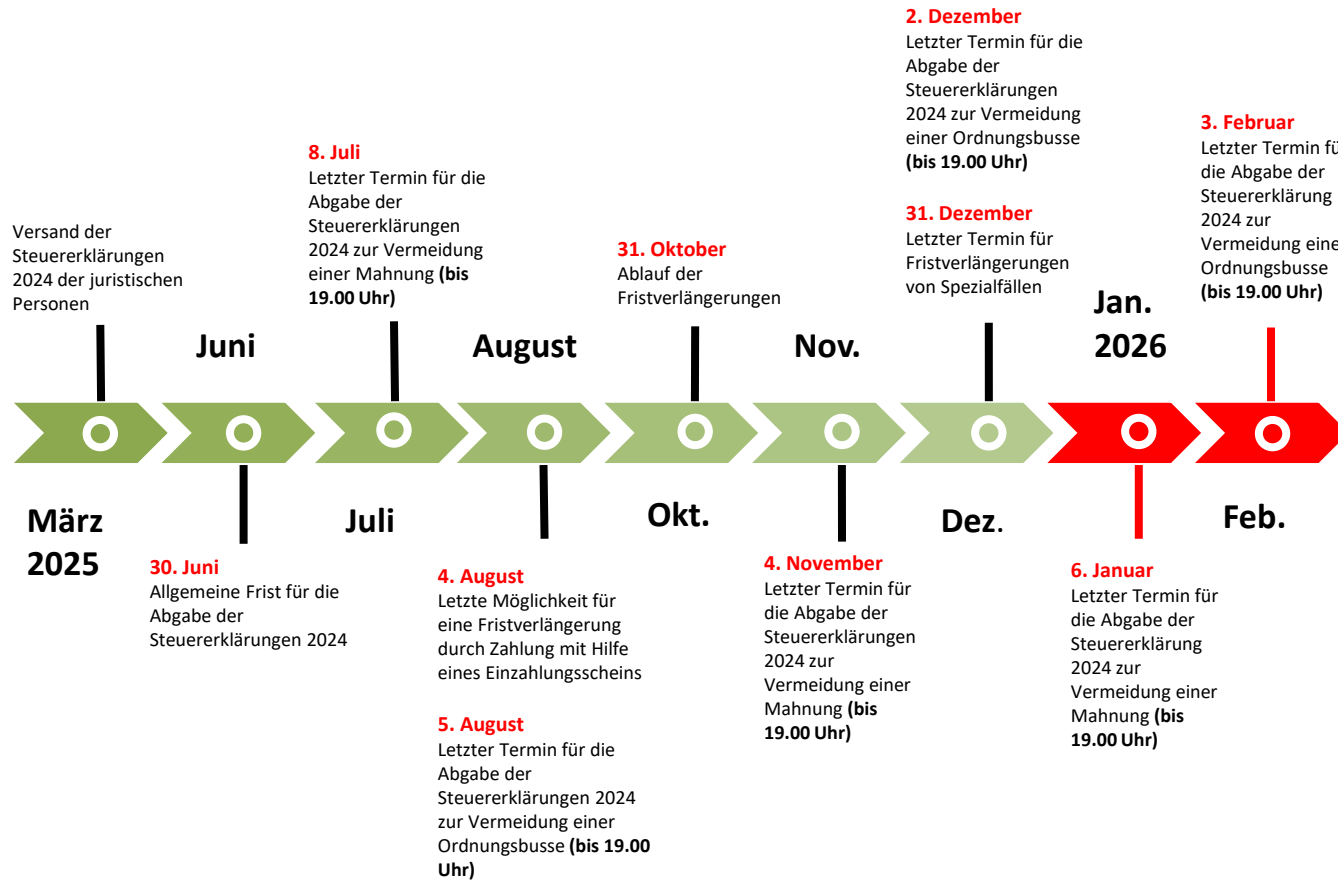 Versand der
Steuererklärungen
2024 der juristischen
Personen
März
2025
Juni
30. Juni
Allgemeine Frist für die
Abgabe der
Steuererklärungen 2024
8. Juli
Letzter Termin für die
Abgabe der
Steuererklärungen
2024 zur Vermeidung
einer Mahnung (bis
19.00 Uhr)
Juli
August
4. August
Letzte Möglichkeit für
eine Fristverlängerung
durch Zahlung mit Hilfe
eines Einzahlungsscheins
5. August
Letzter Termin für die
Abgabe der
Steuererklärungen 2024
zur Vermeidung einer
Ordnungsbusse (bis 19.00
Uhr)
31. Oktober
Ablauf der
Fristverlängerungen
Okt.
Nov.
4. November
Letzter Termin für
die Abgabe der
Steuererklärungen
2024 zur
Vermeidung einer
Mahnung (bis
19.00 Uhr)
2. Dezember
Letzter Termin für die
Abgabe der
Steuererklärungen
2024 zur Vermeidung
einer Ordnungsbusse
(bis 19.00 Uhr)
31. Dezember
Letzter Termin für
Fristverlängerungen
von Spezialfällen
Dez.
Jan.
2026
6. Januar
Letzter Termin für
die Abgabe der
Steuererklärung
2024 zur
Vermeidung einer
Mahnung (bis
19.00 Uhr)
3. Februar
Letzter Termin
die Abgabe der
Steuererklärung
2024 zur
Vermeidung
Ordnungsbusse
(bis 19.00 Uhr)
Feb.